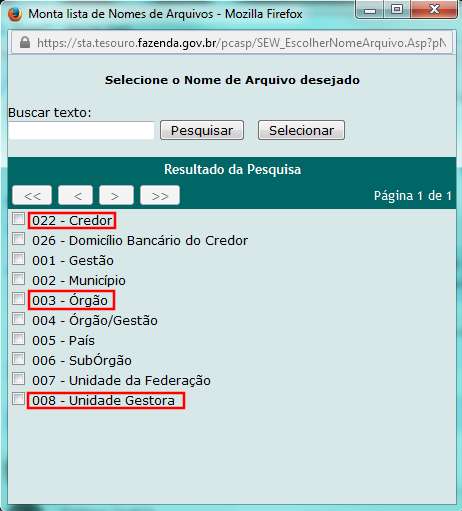 Monta lista de Nomes de Arquivos - Mozilla Firefox
https://sta.tesouro.fazenda.gov.br/pcasp/SEW_EscolherNomeArquivo.Asp?pN
Selecione o Nome de Arquivo desejado
Buscar texto:
Pesquisar Selecionar
Resultado da Pesquisa
<< < > >> Página 1 de 1
022 - Credor
026 - Domicílio Bancário do Credor
001 - Gestão
002 - Município
003 - Órgão
004 - Órgão/Gestão
005 - País
006 - SubÓrgão
007 - Unidade da Federação
008 - Unidade Gestora